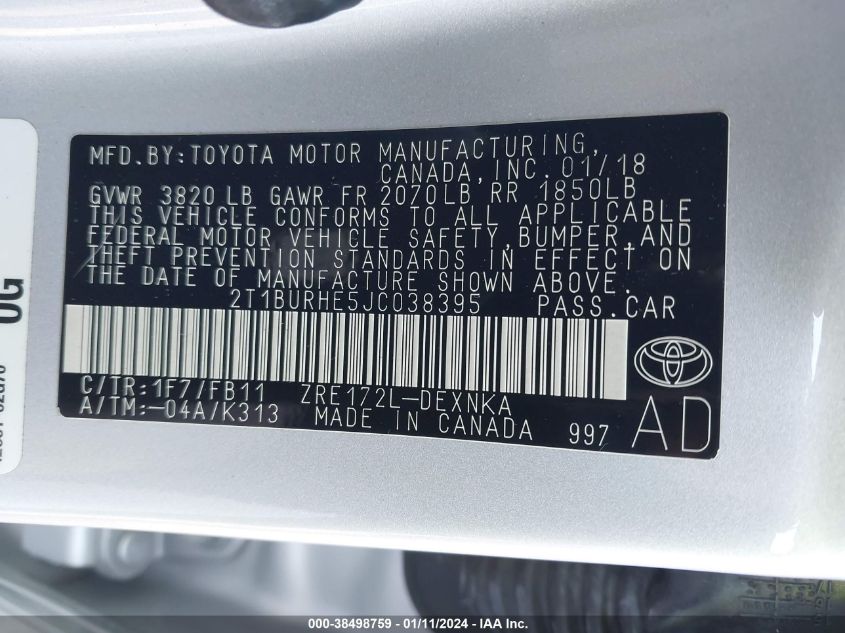 MFD.BY:TOYOTA MOTOR MANUFACTURING,
CANADA,INC.01/18
GVWR 3820LB GAWR FR 2070LB RR 1850LB
THIS VEHICLE CONFORMS TO ALL APPLICABLE
FEDERAL MOTOR VEHICLE SAFETY,BUMPER,AND
THEFT PREVENTION STANDARDS IN EFFECT ON
THE DATE OF MANUFACTURE SHOWN ABOVE.
2T1BURHE5JC038395 PASS.CAR
C/TR:1F7/FB11 ZRE172L-DEXNKA
A/TM:-04A/K313 MADE IN CANADA 997 AD
OG
000-38498759 - 01/11/2024 - IAA Inc.